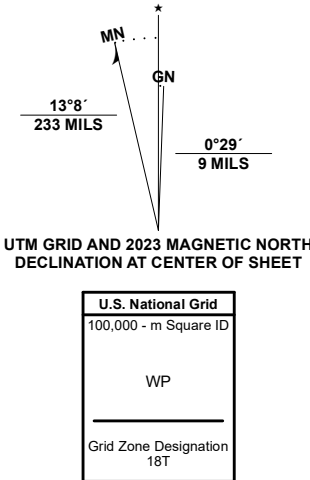 ★
MN
GN
13°8´
233 MILS
0°29´
9 MILS
UTM GRID AND 2023 MAGNETIC NORTH
DECLINATION AT CENTER OF SHEET
U.S. National Grid
100,000 - m Square ID
WP
Grid Zone Designation
18T